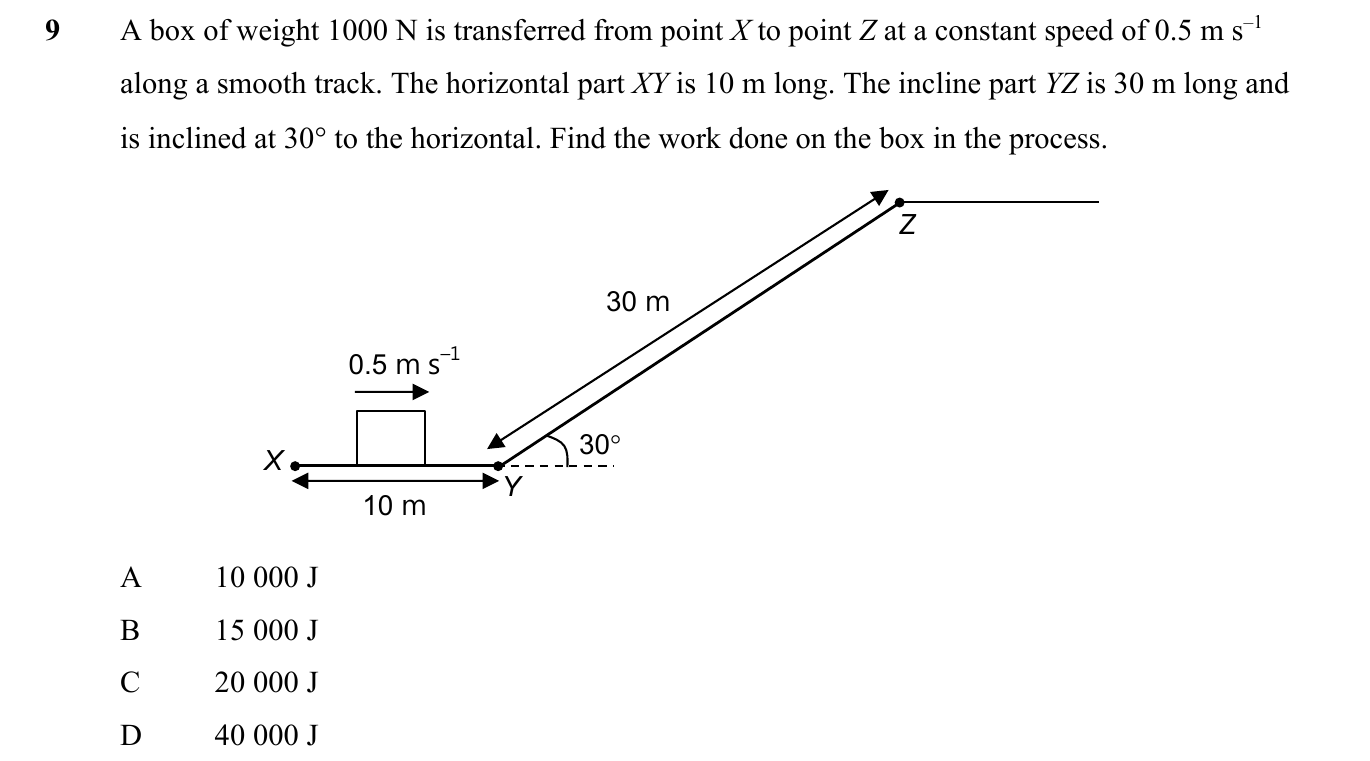 9 A box of weight 1000 N is transferred from point X to point Z at a constant speed of 0.5 m s⁻¹
along a smooth track. The horizontal part XY is 10 m long. The incline part YZ is 30 m long and
is inclined at 30° to the horizontal. Find the work done on the box in the process.
Z
30 m
0.5 m s⁻¹
30°
X
Y
10 m
A 10 000 J
B 15 000 J
C 20 000 J
D 40 000 J